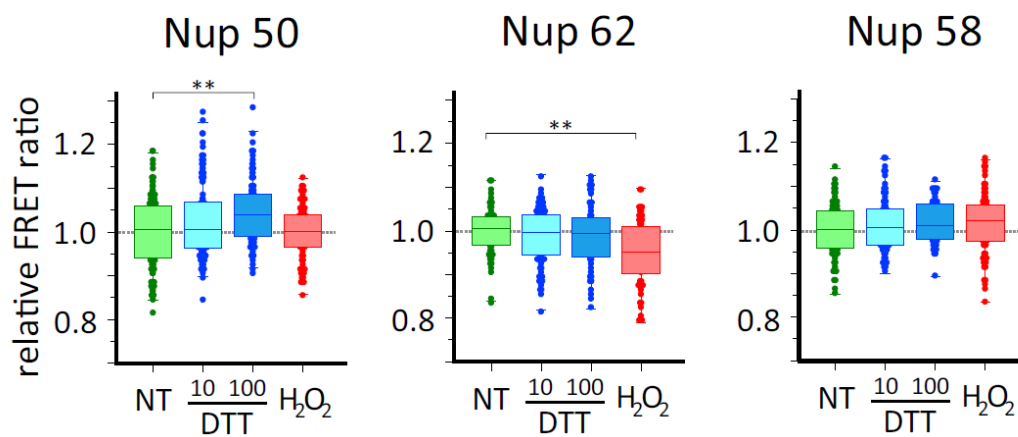 Nup 50
Nup 62
Nup 58
relative FRET ratio
**
1.2
1.0
0.8
NT
10 100
DTT
H₂O₂
**
1.2
1.0
0.8
NT
10 100
DTT
H₂O₂
1.2
1.0
0.8
NT
10 100
DTT
H₂O₂